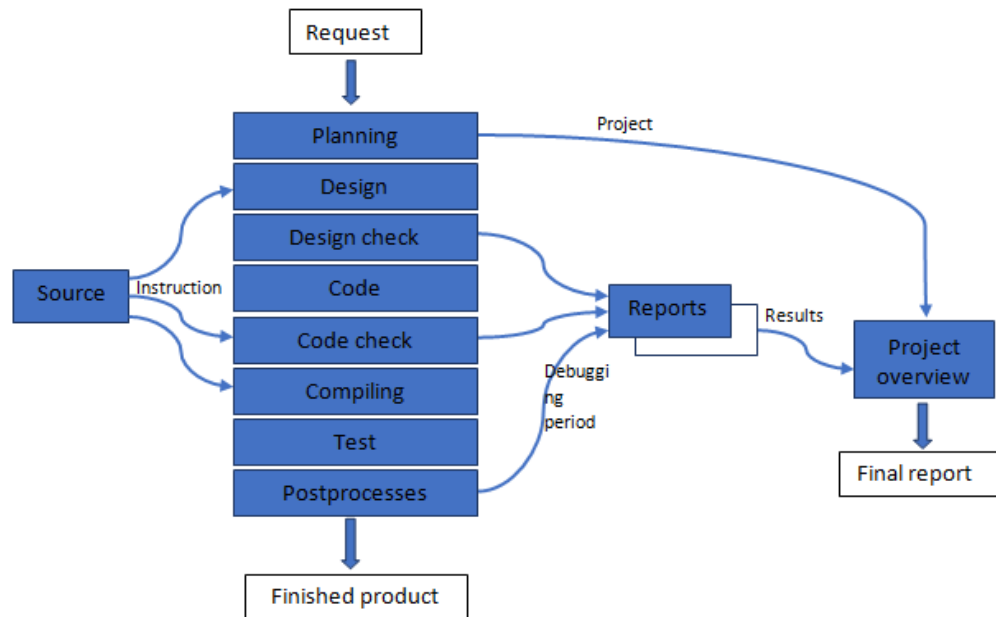 Request
Planning
Project
Design
Design check
Source
Instruction
Code
Reports
Results
Code check
Project
overview
Compiling
Debuggi
ng
period
Test
Final report
Postprocesses
Finished product